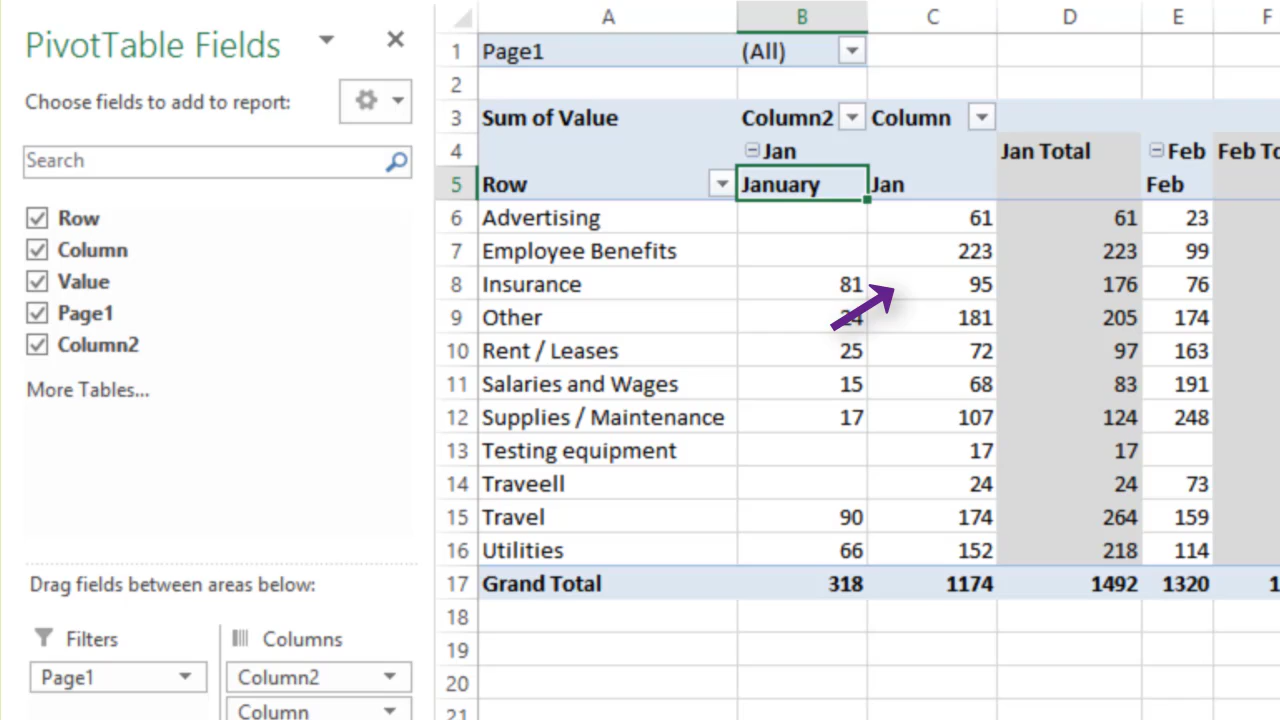 PivotTable Fields
Choose fields to add to report:
Search
Row
Column
Value
Page1
Column2
More Tables...
Drag fields between areas below:
Filters
Columns
Page1
Column2
Column
A B C D E F
1 Page1 (All)
2
3 Sum of Value Column2 Column
4 Jan Jan Total Feb Feb To
5 Row January Jan Feb
6 Advertising 61 61 23
7 Employee Benefits 223 223 99
8 Insurance 81 95 176 76
9 Other 24 181 205 174
10 Rent / Leases 25 72 97 163
11 Salaries and Wages 15 68 83 191
12 Supplies / Maintenance 17 107 124 248
13 Testing equipment 17 17
14 Traveell 24 24 73
15 Travel 90 174 264 159
16 Utilities 66 152 218 114
17 Grand Total 318 1174 1492 1320 1
18
19
20
21